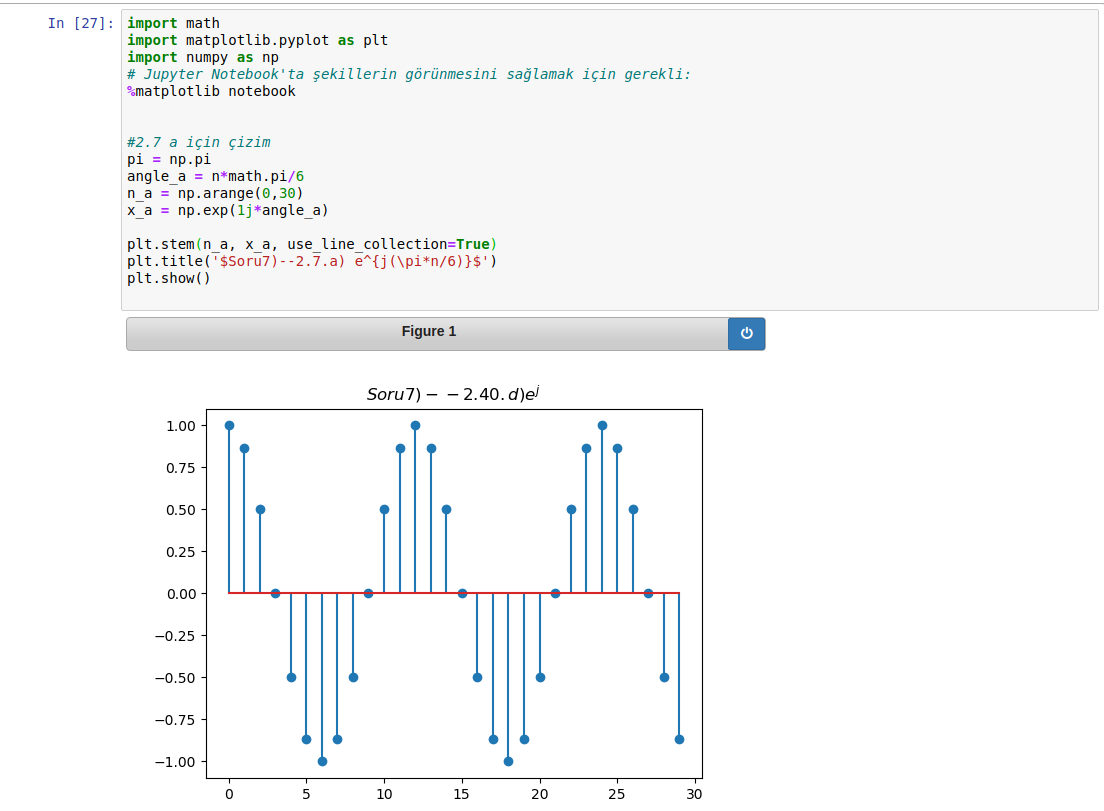 In [27]:
import math
import matplotlib.pyplot as plt
import numpy as np
# Jupyter Notebook'ta şekillerin görünmesini sağlamak için gerekli:
%matplotlib notebook
#2.7 a için çizim
pi = np.pi
angle_a = n*math.pi/6
n_a = np.arange(0,30)
x_a = np.exp(1j*angle_a)
plt.stem(n_a, x_a, use_line_collection=True)
plt.title('$Soru7)--2.7.a) e^{j(\pi*n/6)}$')
plt.show()
Figure 1
Soru7) − −2.40. d)e^j
1.00
0.75
0.50
0.25
0.00
−0.25
−0.50
−0.75
−1.00
0 5 10 15 20 25 30